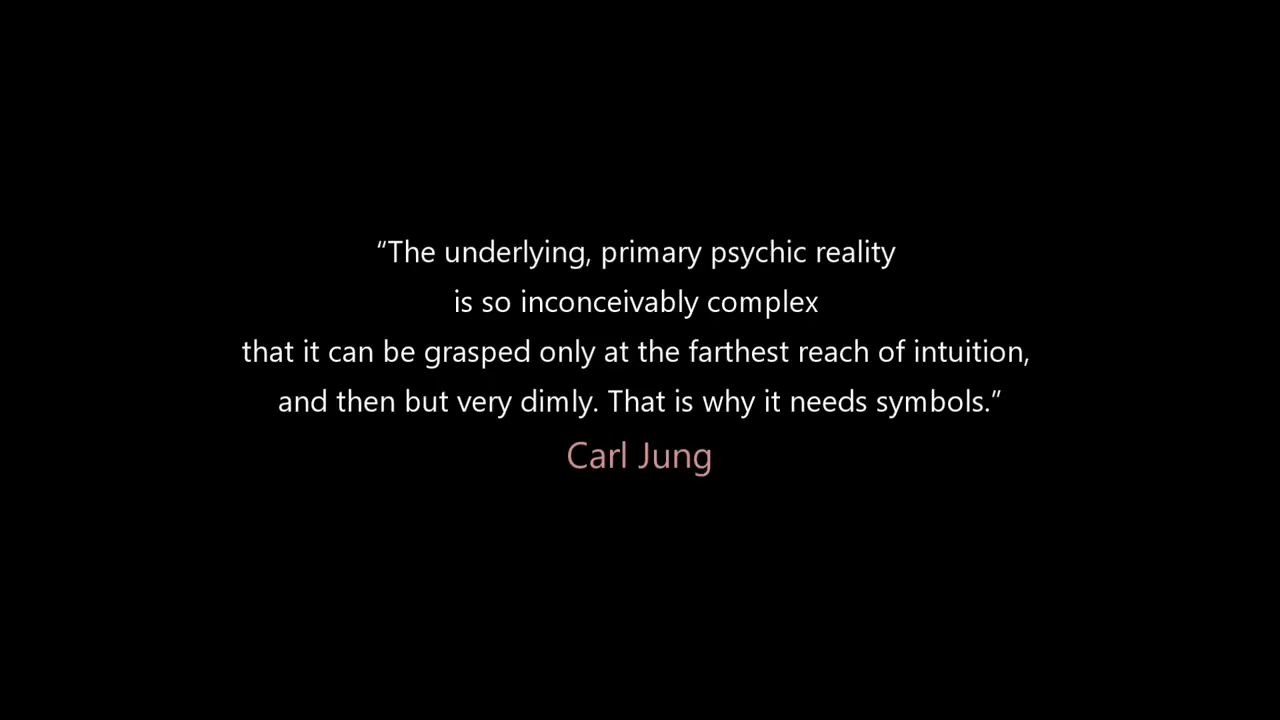 “The underlying, primary psychic reality
is so inconceivably complex
that it can be grasped only at the farthest reach of intuition,
and then but very dimly. That is why it needs symbols.”
Carl Jung